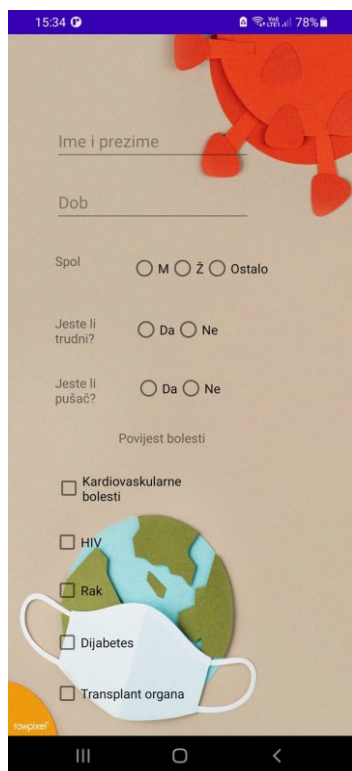 15:34
78%
Ime i prezime
Dob
Spol
M Ž Ostalo
Jeste li
trudni?
Da Ne
Jeste li
pušač?
Da Ne
Povijest bolesti
Kardiovaskularne
bolesti
HIV
Rak
Dijabetes
Transplant organa
rawpixel